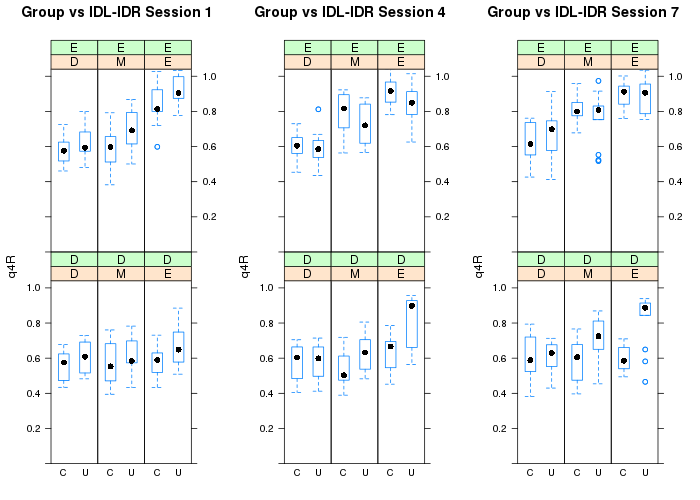 Group vs IDL-IDR Session 1 Group vs IDL-IDR Session 4 Group vs IDL-IDR Session 7
E E E E E E E E E
D M E D M E D M E
1.0 1.0 1.0
0.8 0.8 0.8
0.6 0.6 0.6
0.4 0.4 0.4
0.2 0.2 0.2
q4R q4R q4R
D D D D D D D D D
D M E D M E D M E
1.0 1.0 1.0
0.8 0.8 0.8
0.6 0.6 0.6
0.4 0.4 0.4
0.2 0.2 0.2
C U C U C U C U C U C U C U C U C U